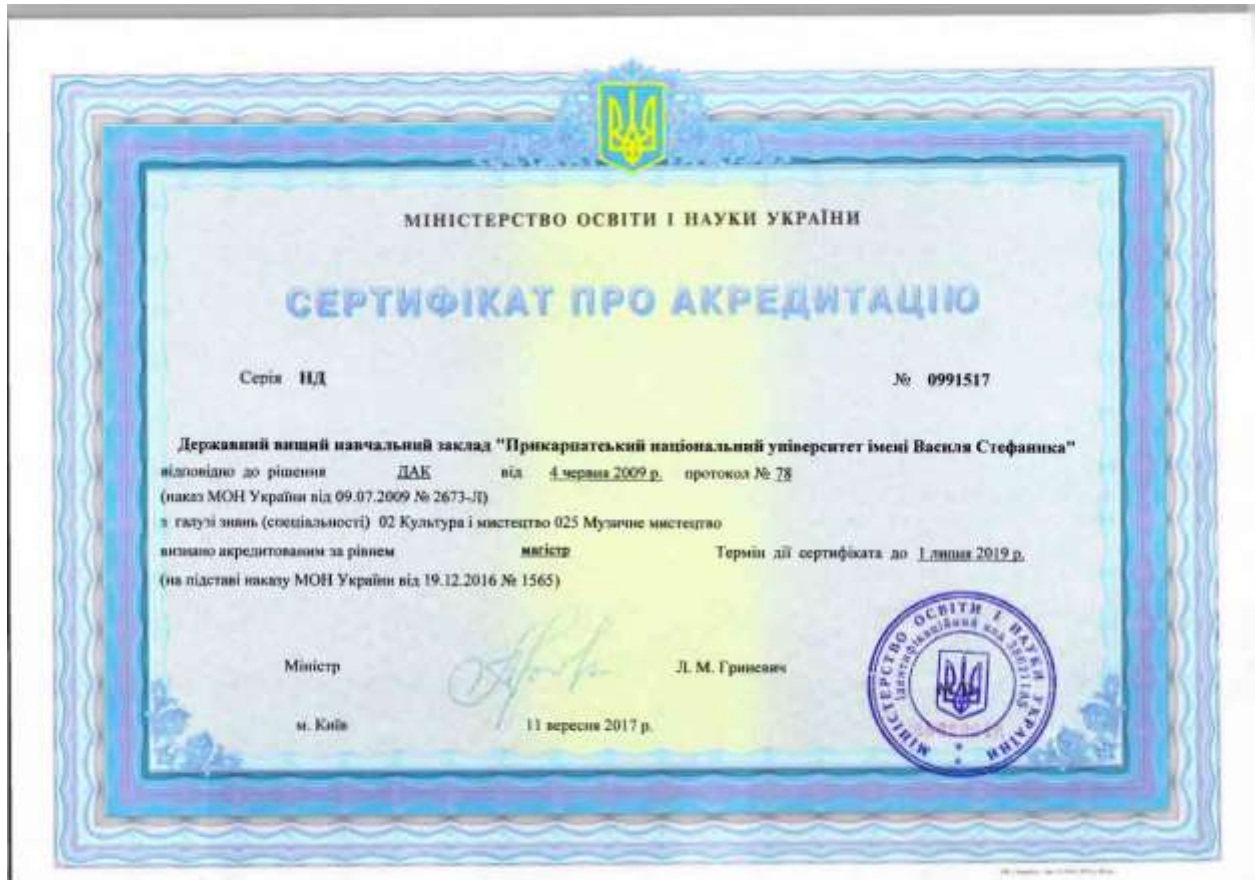 МІНІСТЕРСТВО ОСВІТИ І НАУКИ УКРАЇНИ
СЕРТИФІКАТ ПРО АКРЕДИТАЦІЮ
Серія НД № 0991517
Державний вищий навчальний заклад "Прикарпатський національний університет імені Василя Стефаника"
відповідно до рішення ДАК від 4 червня 2009 р. протокол № 78
(наказ МОН України від 09.07.2009 № 2673-Л)
з галузі знань (спеціальності) 02 Культура і мистецтво 025 Музичне мистецтво
визнано акредитованим за рівнем магістр Термін дії сертифіката до 1 липня 2019 р.
(на підставі наказу МОН України від 19.12.2016 № 1565)
Міністр Л. М. Гриневич
м. Київ 11 вересня 2017 р.
МІНІСТЕРСТВО ОСВІТИ І НАУКИ УКРАЇНИ
Ідентифікаційний код